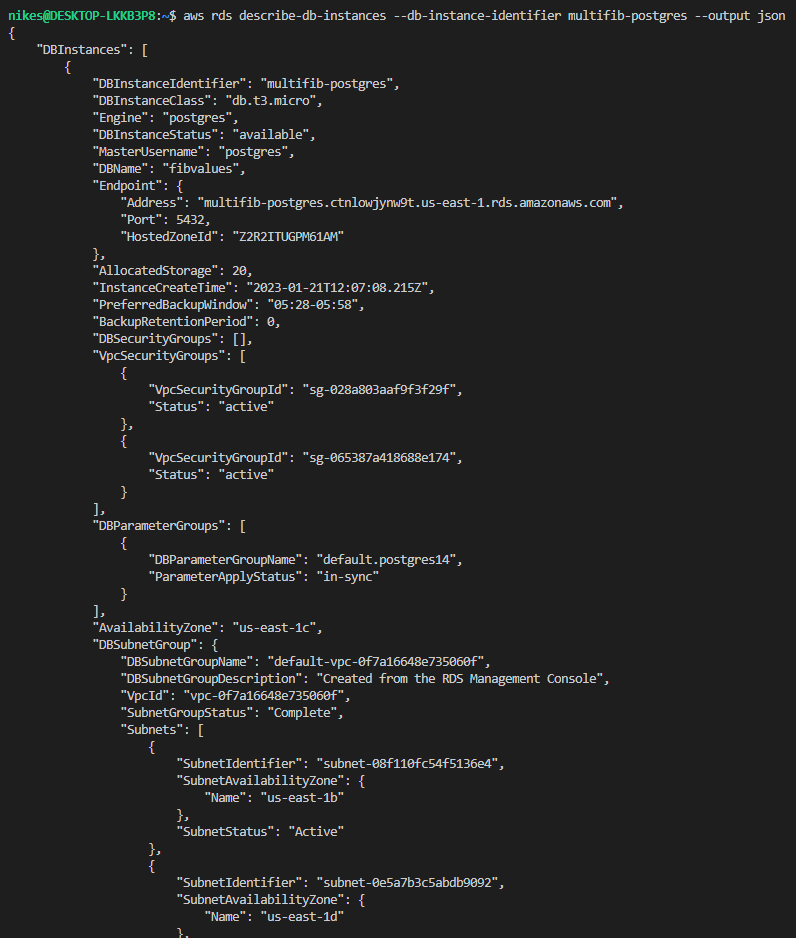 nikes@DESKTOP-LKKB3P8:~$ aws rds describe-db-instances --db-instance-identifier multifib-postgres --output json
{
    "DBInstances": [
        {
            "DBInstanceIdentifier": "multifib-postgres",
            "DBInstanceClass": "db.t3.micro",
            "Engine": "postgres",
            "DBInstanceStatus": "available",
            "MasterUsername": "postgres",
            "DBName": "fibvalues",
            "Endpoint": {
                "Address": "multifib-postgres.ctnlowjynw9t.us-east-1.rds.amazonaws.com",
                "Port": 5432,
                "HostedZoneId": "Z2R2ITUGPM61AM"
            },
            "AllocatedStorage": 20,
            "InstanceCreateTime": "2023-01-21T12:07:08.215Z",
            "PreferredBackupWindow": "05:28-05:58",
            "BackupRetentionPeriod": 0,
            "DBSecurityGroups": [],
            "VpcSecurityGroups": [
                {
                    "VpcSecurityGroupId": "sg-028a803aaf9f3f29f",
                    "Status": "active"
                },
                {
                    "VpcSecurityGroupId": "sg-065387a418688e174",
                    "Status": "active"
                }
            ],
            "DBParameterGroups": [
                {
                    "DBParameterGroupName": "default.postgres14",
                    "ParameterApplyStatus": "in-sync"
                }
            ],
            "AvailabilityZone": "us-east-1c",
            "DBSubnetGroup": {
                "DBSubnetGroupName": "default-vpc-0f7a16648e735060f",
                "DBSubnetGroupDescription": "Created from the RDS Management Console",
                "VpcId": "vpc-0f7a16648e735060f",
                "SubnetGroupStatus": "Complete",
                "Subnets": [
                    {
                        "SubnetIdentifier": "subnet-08f110fc54f5136e4",
                        "SubnetAvailabilityZone": {
                            "Name": "us-east-1b"
                        },
                        "SubnetStatus": "Active"
                    },
                    {
                        "SubnetIdentifier": "subnet-0e5a7b3c5abdb9092",
                        "SubnetAvailabilityZone": {
                            "Name": "us-east-1d"
                        },